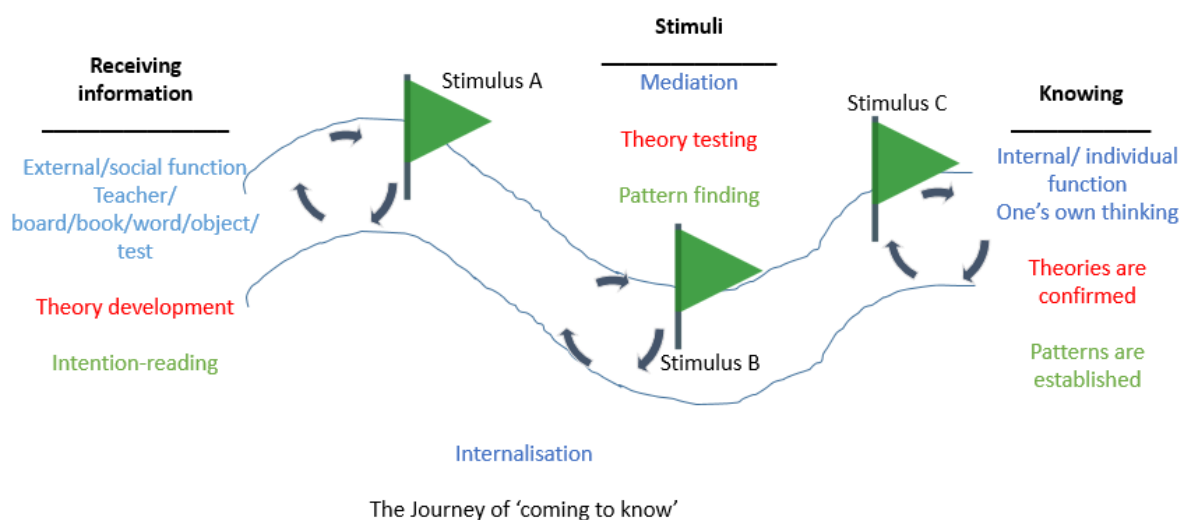 Receiving
information
External/social function
Teacher/
board/book/word/object/
test
Theory development
Intention-reading
Stimulus A
Stimuli
Mediation
Theory testing
Pattern finding
Stimulus B
Stimulus C
Knowing
Internal/ individual
function
One’s own thinking
Theories are
confirmed
Patterns are
established
Internalisation
The Journey of ‘coming to know’